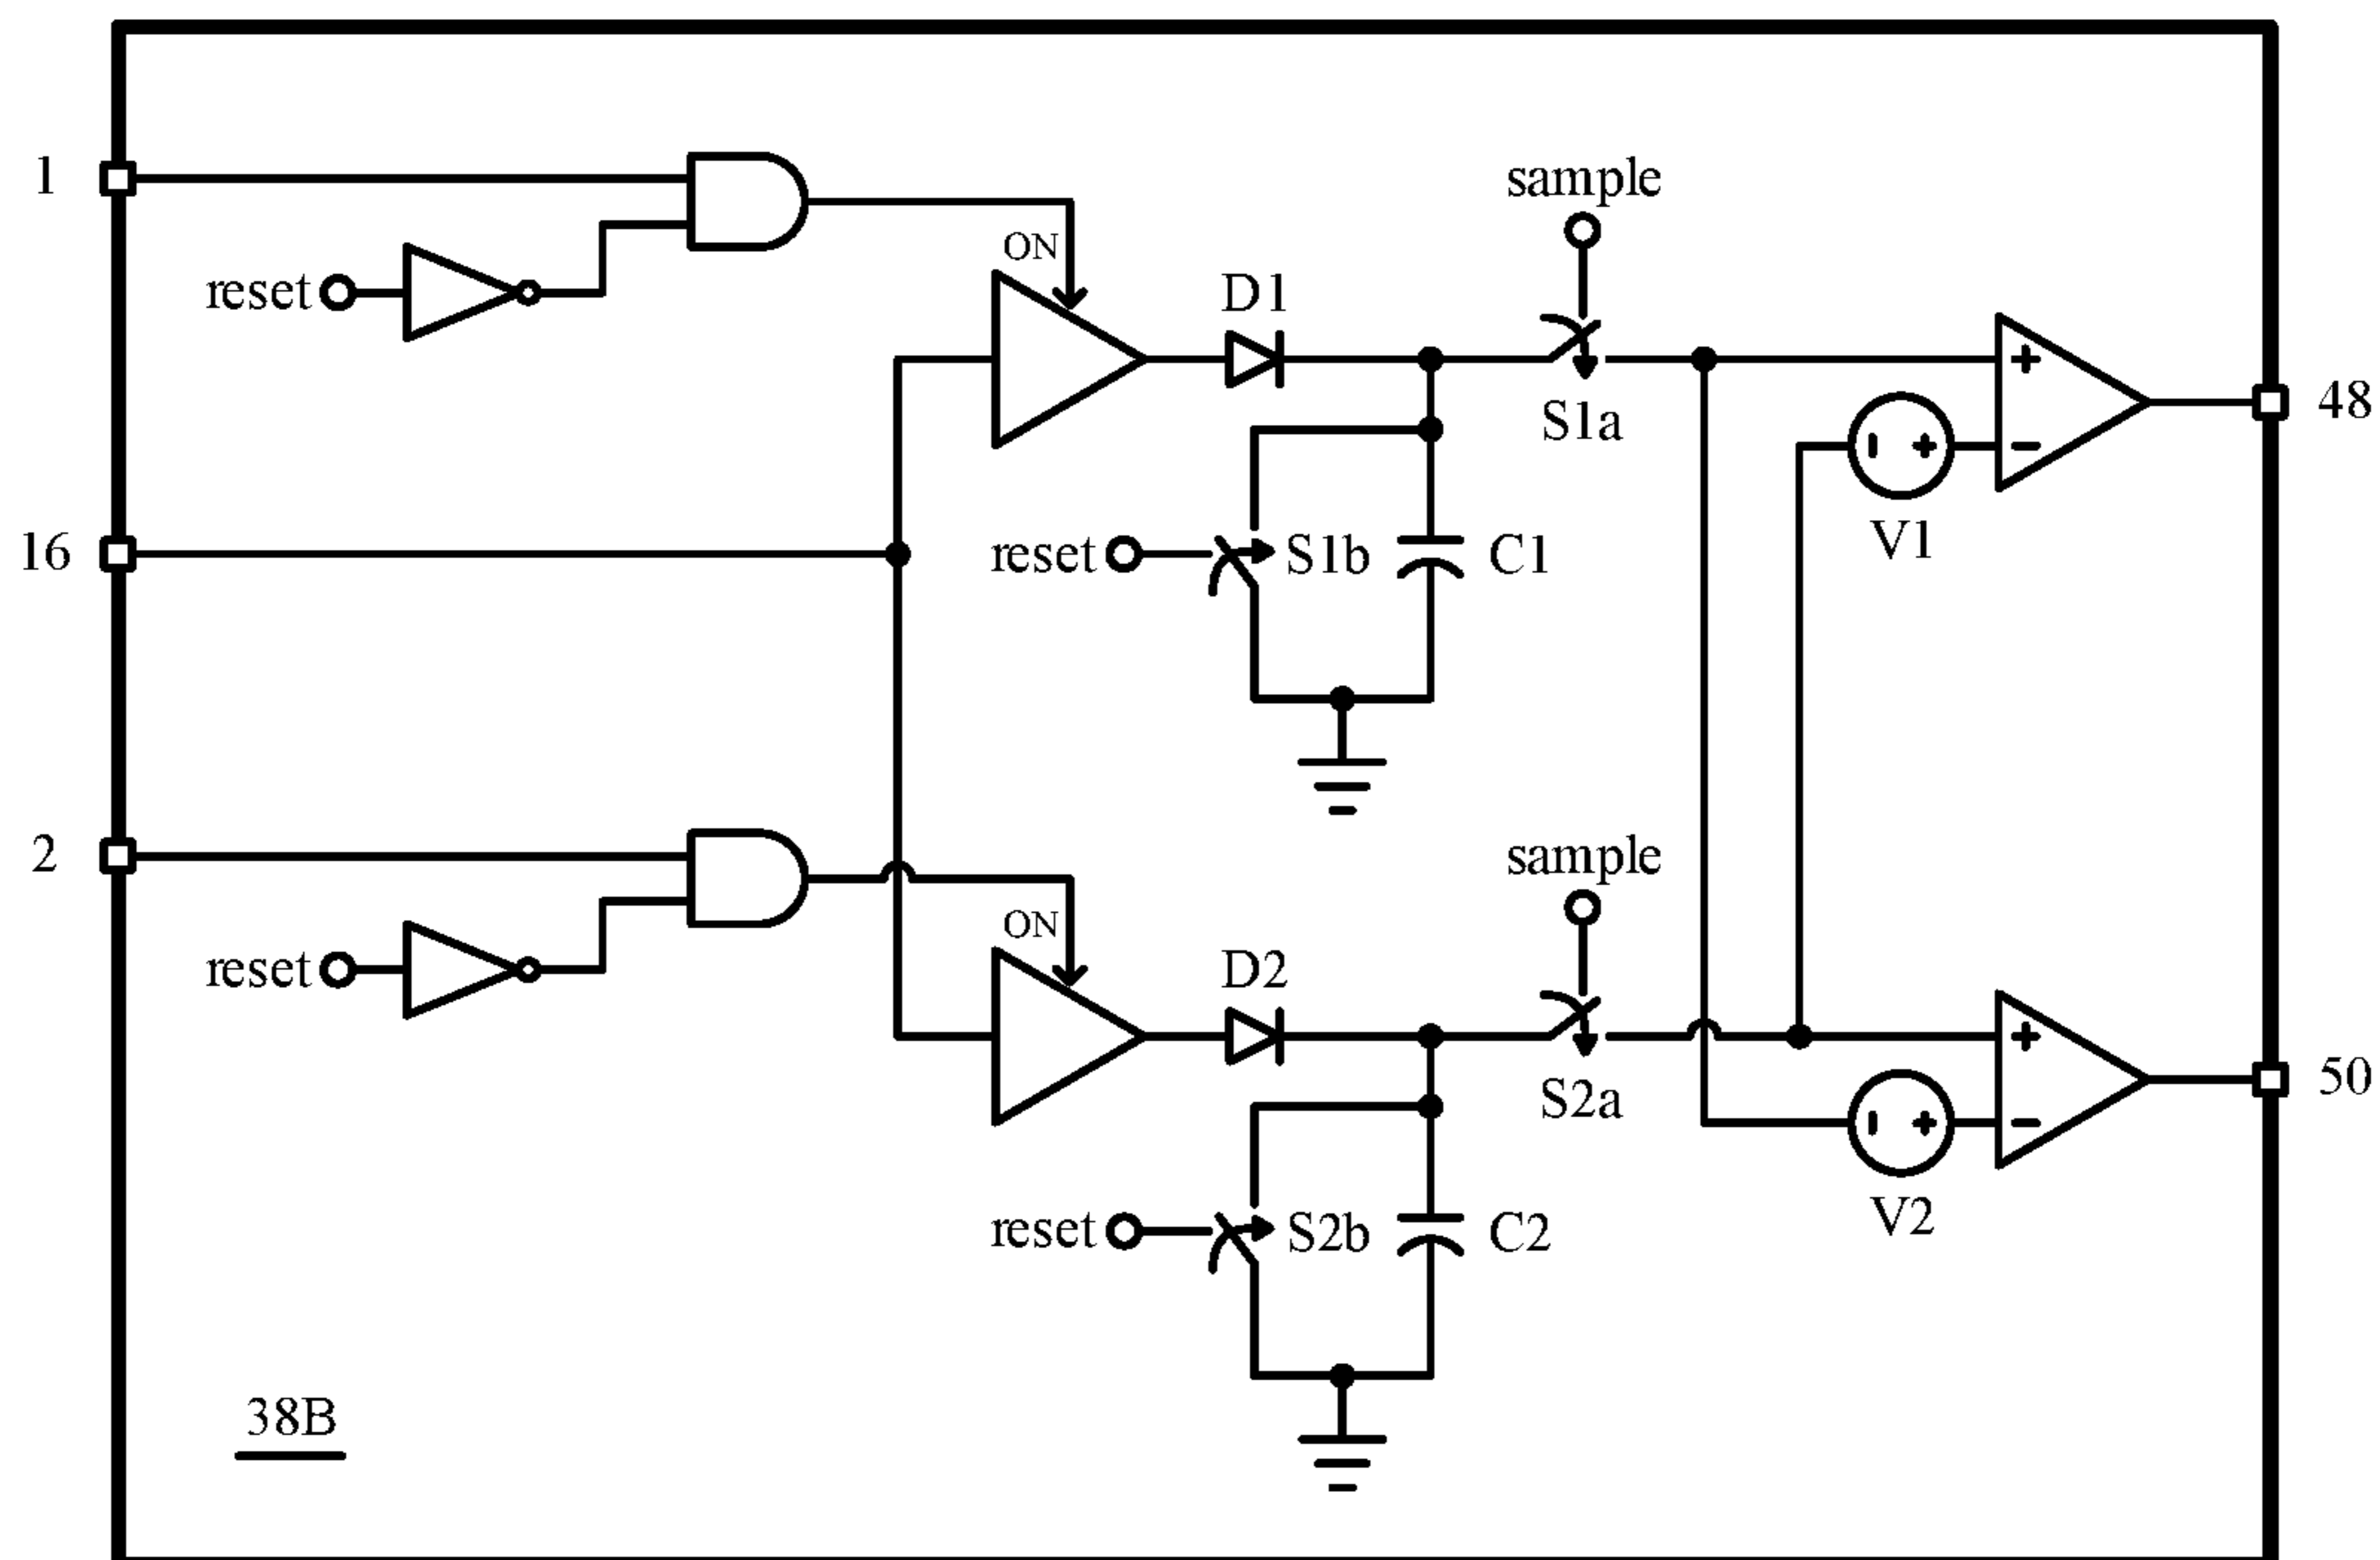 1
sample
ON
reset
D1
48
S1a
V1
16
reset
S1b
C1
2
sample
ON
reset
D2
50
S2a
V2
reset
S2b
C2
38B